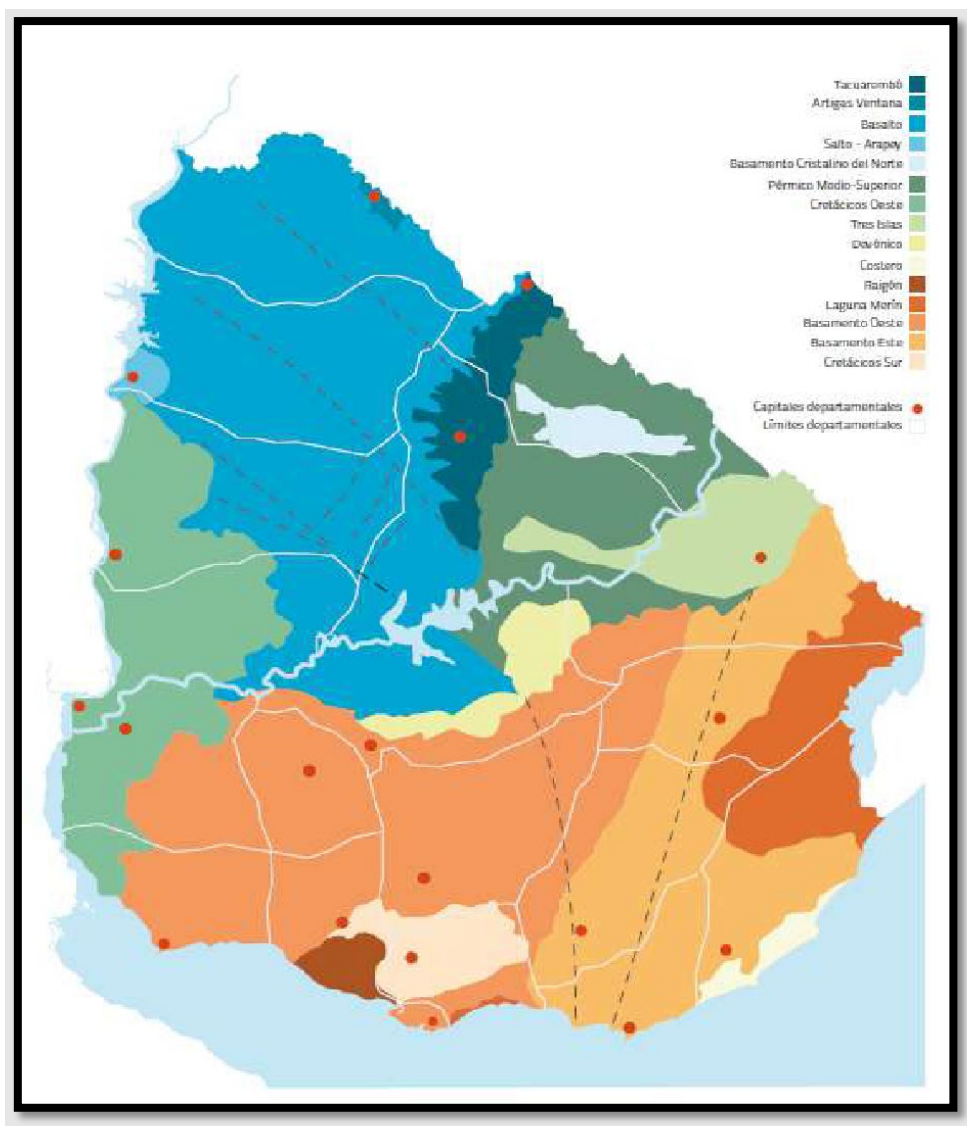 Tacuarembó
Artigas Ventana
Basalto
Salto - Arapey
Basamento Cristalino del Norte
Pérmico Medio-Superior
Cretácicos Oeste
Tres Islas
Devónico
Costero
Raigón
Laguna Merín
Basamento Oeste
Basamento Este
Cretácicos Sur
Capitales departamentales
Límites departamentales